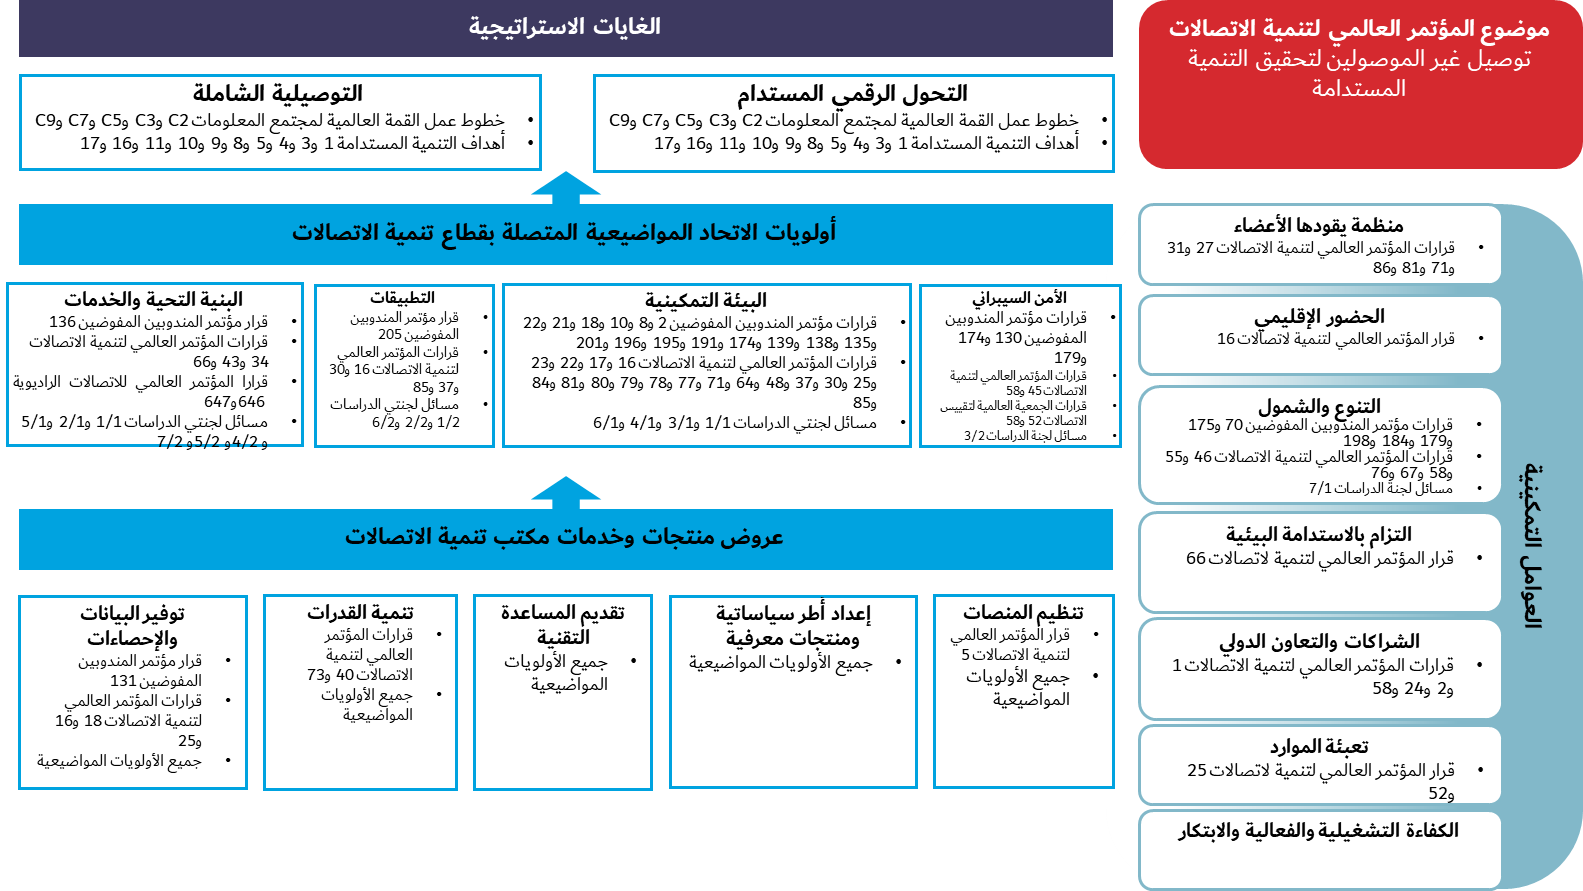 موضوع المؤتمر العالمي لتنمية الاتصالات
توصيل غير الموصولين لتحقيق التنمية
المستدامة
الغايات الاستراتيجية
التحول الرقمي المستدام
• خطوط عمل القمة العالمية لمجتمع المعلومات C2 وC3 وC5 وC7 وC9
• أهداف التنمية المستدامة 1 و3 و4 و5 و8 و9 و10 و11 و16 و17
التوصيلية الشاملة
• خطوط عمل القمة العالمية لمجتمع المعلومات C2 وC3 وC5 وC7 وC9
• أهداف التنمية المستدامة 1 و3 و4 و5 و8 و9 و10 و11 و16 و17
أولويات الاتحاد المواضيعية المتصلة بقطاع تنمية الاتصالات
الأمن السيبراني
• قرارات مؤتمر المندوبين
المفوضين 130 و174
و179
• قرارات المؤتمر العالمي لتنمية
الاتصالات 45 و58
• قرارات الجمعية العالمية لتقييس
الاتصالات 52 و58
• مسائل لجنة الدراسات 3/2
البيئة التمكينية
• قرارات مؤتمر المندوبين المفوضين 2 و8 و10 و18 و21 و22
و135 و138 و139 و174 و191 و195 و196 و201
• قرارات المؤتمر العالمي لتنمية الاتصالات 16 و17 و22 و23
و25 و30 و37 و48 و64 و71 و77 و78 و79 و80 و81 و84
و85
• مسائل لجنتي الدراسات 1/1 و3/1 و4/1 و6/1
التطبيقات
• قرار مؤتمر المندوبين
المفوضين 205
• قرارات المؤتمر العالمي
لتنمية الاتصالات 16 و30
و37 و85
• مسائل لجنتي الدراسات
1/2 و2/2 و6/2
البنية التحية والخدمات
• قرار مؤتمر المندوبين المفوضين 136
• قرارات المؤتمر العالمي لتنمية الاتصالات
34 و43 و66
• قرارا المؤتمر العالمي للاتصالات الراديوية
646 و647
• مسائل لجنتي الدراسات 1/1 و2/1 و5/1
و 4/2و 5/2و 7/2
عروض منتجات وخدمات مكتب تنمية الاتصالات
تنظيم المنصات
• قرار المؤتمر العالمي
لتنمية الاتصالات 5
• جميع الأولويات
المواضيعية
إعداد أطر سياساتية
ومنتجات معرفية
• جميع الأولويات المواضيعية
تقديم المساعدة
التقنية
• جميع الأولويات
المواضيعية
تنمية القدرات
• قرارات المؤتمر
العالمي لتنمية
الاتصالات 40 و73
• جميع الأولويات
المواضيعية
توفير البيانات
والإحصاءات
• قرار مؤتمر المندوبين
المفوضين 131
• قرارات المؤتمر العالمي
لتنمية الاتصالات 18 و16
و25
• جميع الأولويات المواضيعية
العوامل التمكينية
منظمة يقودها الأعضاء
• قرارات المؤتمر العالمي لتنمية الاتصالات 27 و31
و71 و81 و86
الحضور الإقليمي
• قرار المؤتمر العالمي لتنمية لاتصالات 16
التنوع والشمول
• قرارات مؤتمر المندوبين المفوضين 70 و175
و179 و184 و198
• قرارات المؤتمر العالمي لتنمية الاتصالات 46 و55
و58 و67 و76
• مسائل لجنة الدراسات 7/1
التزام بالاستدامة البيئية
• قرار المؤتمر العالمي لتنمية لاتصالات 66
الشراكات والتعاون الدولي
• قرارات المؤتمر العالمي لتنمية الاتصالات 1
و2 و24 و58
تعبئة الموارد
• قرار المؤتمر العالمي لتنمية لاتصالات 25
و52
الكفاءة التشغيلية والفعالية والابتكار